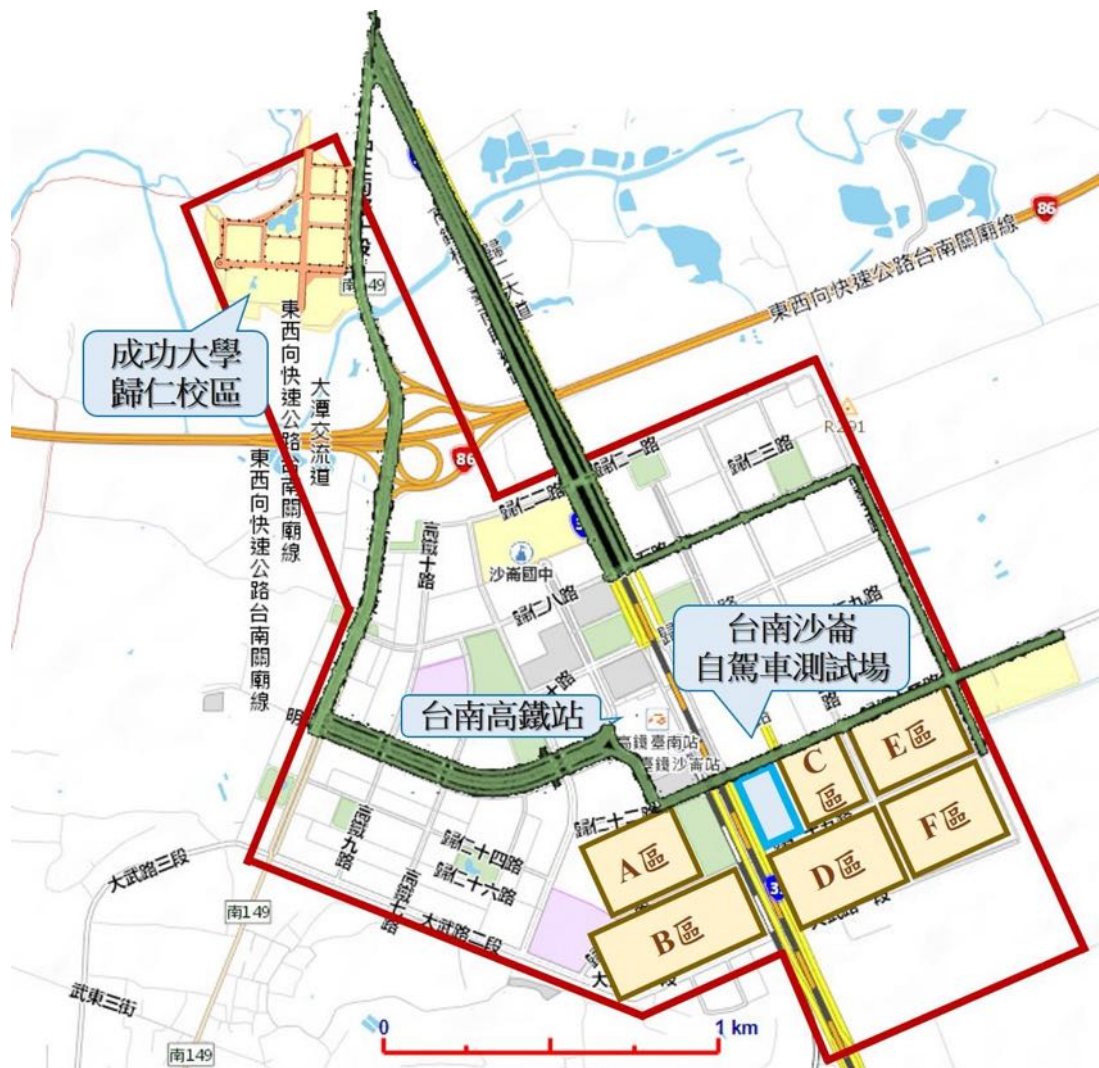 86
東西向快速公路台南關廟線
歸仁大道
南149
成功大學
歸仁校區
東西向快速公路台南關廟線
大潭交流道
東西向快速公路台南關廟線
86
R291
歸仁一路
歸仁三路
歸仁二路
高鐵十路
沙崙國中
歸仁八路
台南沙崙
自駕車測試場
台南高鐵站
高鐵臺南站
臺鐵沙崙站
C
區
E區
F區
歸仁十二路
A區
D區
B區
高鐵九路
歸仁十四路
歸仁十六路
大武路三段
大武路二段
南149
武東三街
南149
0
1 km